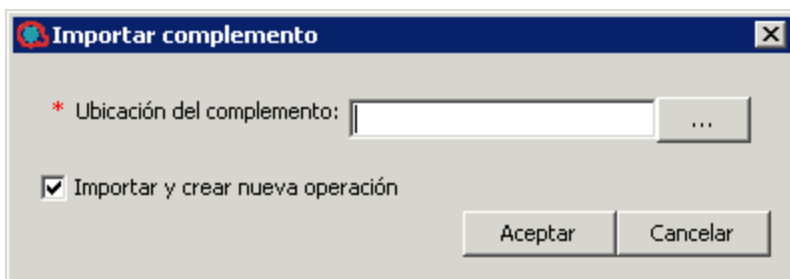 Importar complemento
* Ubicación del complemento: ...
Importar y crear nueva operación
Aceptar Cancelar